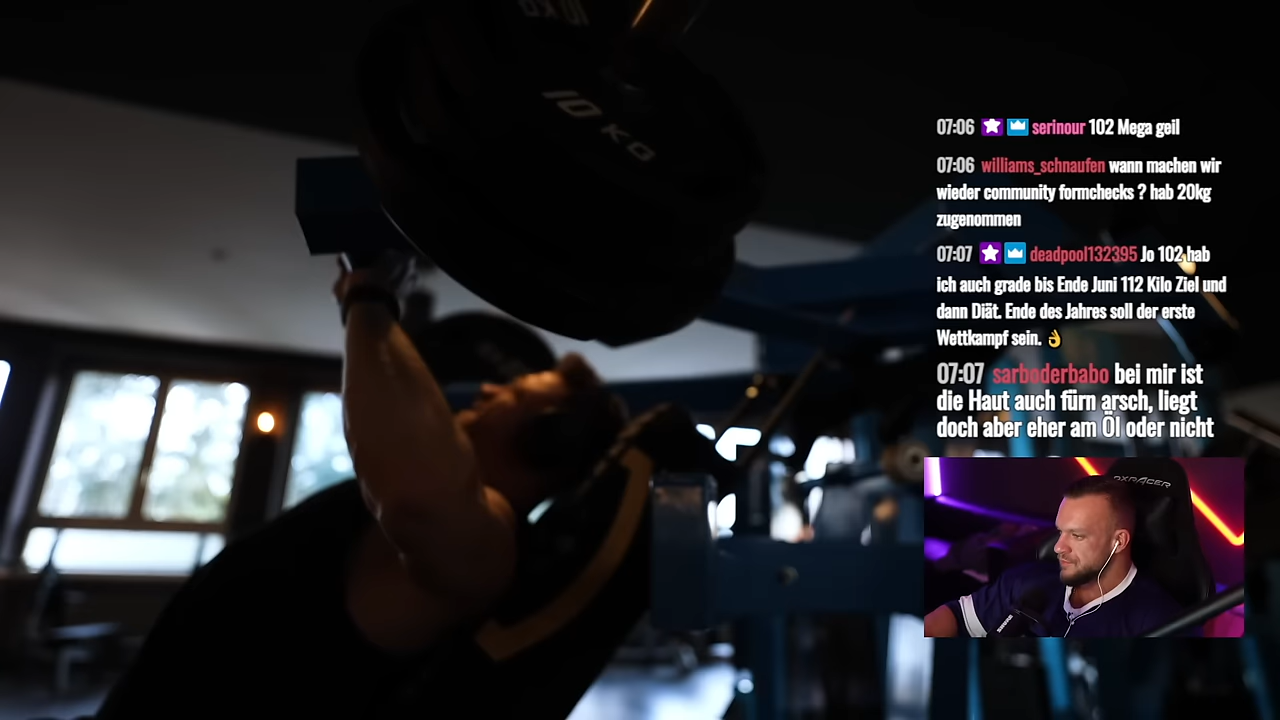 10 KG
07:06 serinour 102 Mega geil
07:06 williams_schnaufen wann machen wir
wieder community formchecks ? hab 20kg
zugenommen
07:07 deadpool132395 Jo 102 hab
ich auch grade bis Ende Juni 112 Kilo Ziel und
dann Diät. Ende des Jahres soll der erste
Wettkampf sein. 👌
07:07 sarboderbabo bei mir ist
die Haut auch fürn arsch, liegt
doch aber eher am Öl oder nicht
DXRACER